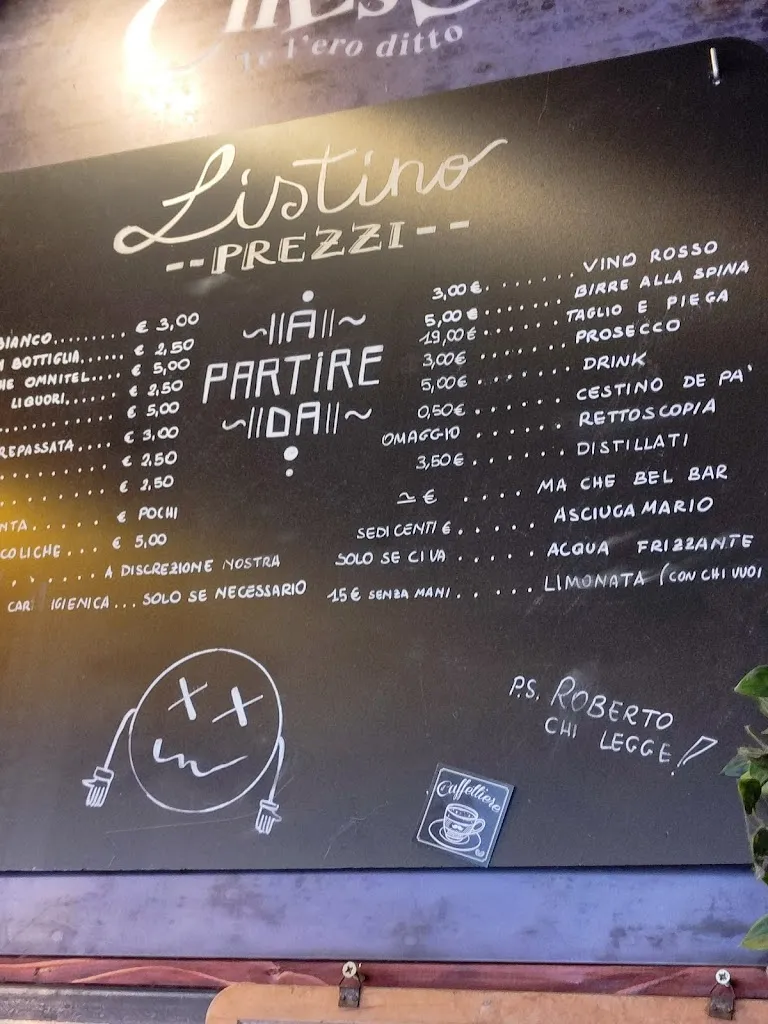 Te l'ero ditto
Listino
--PREZZI--
~||A||~
PARTIRE
~||DA||~
BIANCO......... € 3,00
BOTTIGLIA...... € 2,50
OMNITEL.... € 5,00
LIQUORI..... € 2,50
............. € 5,00
REPASSATA.... € 3,00
............ € 2,50
............ € 2,50
NTA......... € POCHI
COLICHE... € 5,00
......... A DISCREZIONE NOSTRA
CAR IGIENICA... SOLO SE NECESSARIO
3,00€......... VINO ROSSO
5,00€........ BIRRE ALLA SPINA
19,00€........ TAGLIO E PIEGA
3,00€........ PROSECCO
5,00€........ DRINK
0,50€........ CESTINO DE PA'
OMAGGIO ........ RETTOSCOPIA
3,50€........ DISTILLATI
≃ € .... MA CHE BEL BAR
SEDICENTI €...... ASCIUGAMARIO
SOLO SE CI VA ...... ACQUA FRIZZANTE
15€ SENZA MANI...... LIMONATA (CON CHI VUOI
P.S. ROBERTO
CHI LEGGE!
Caffettiere